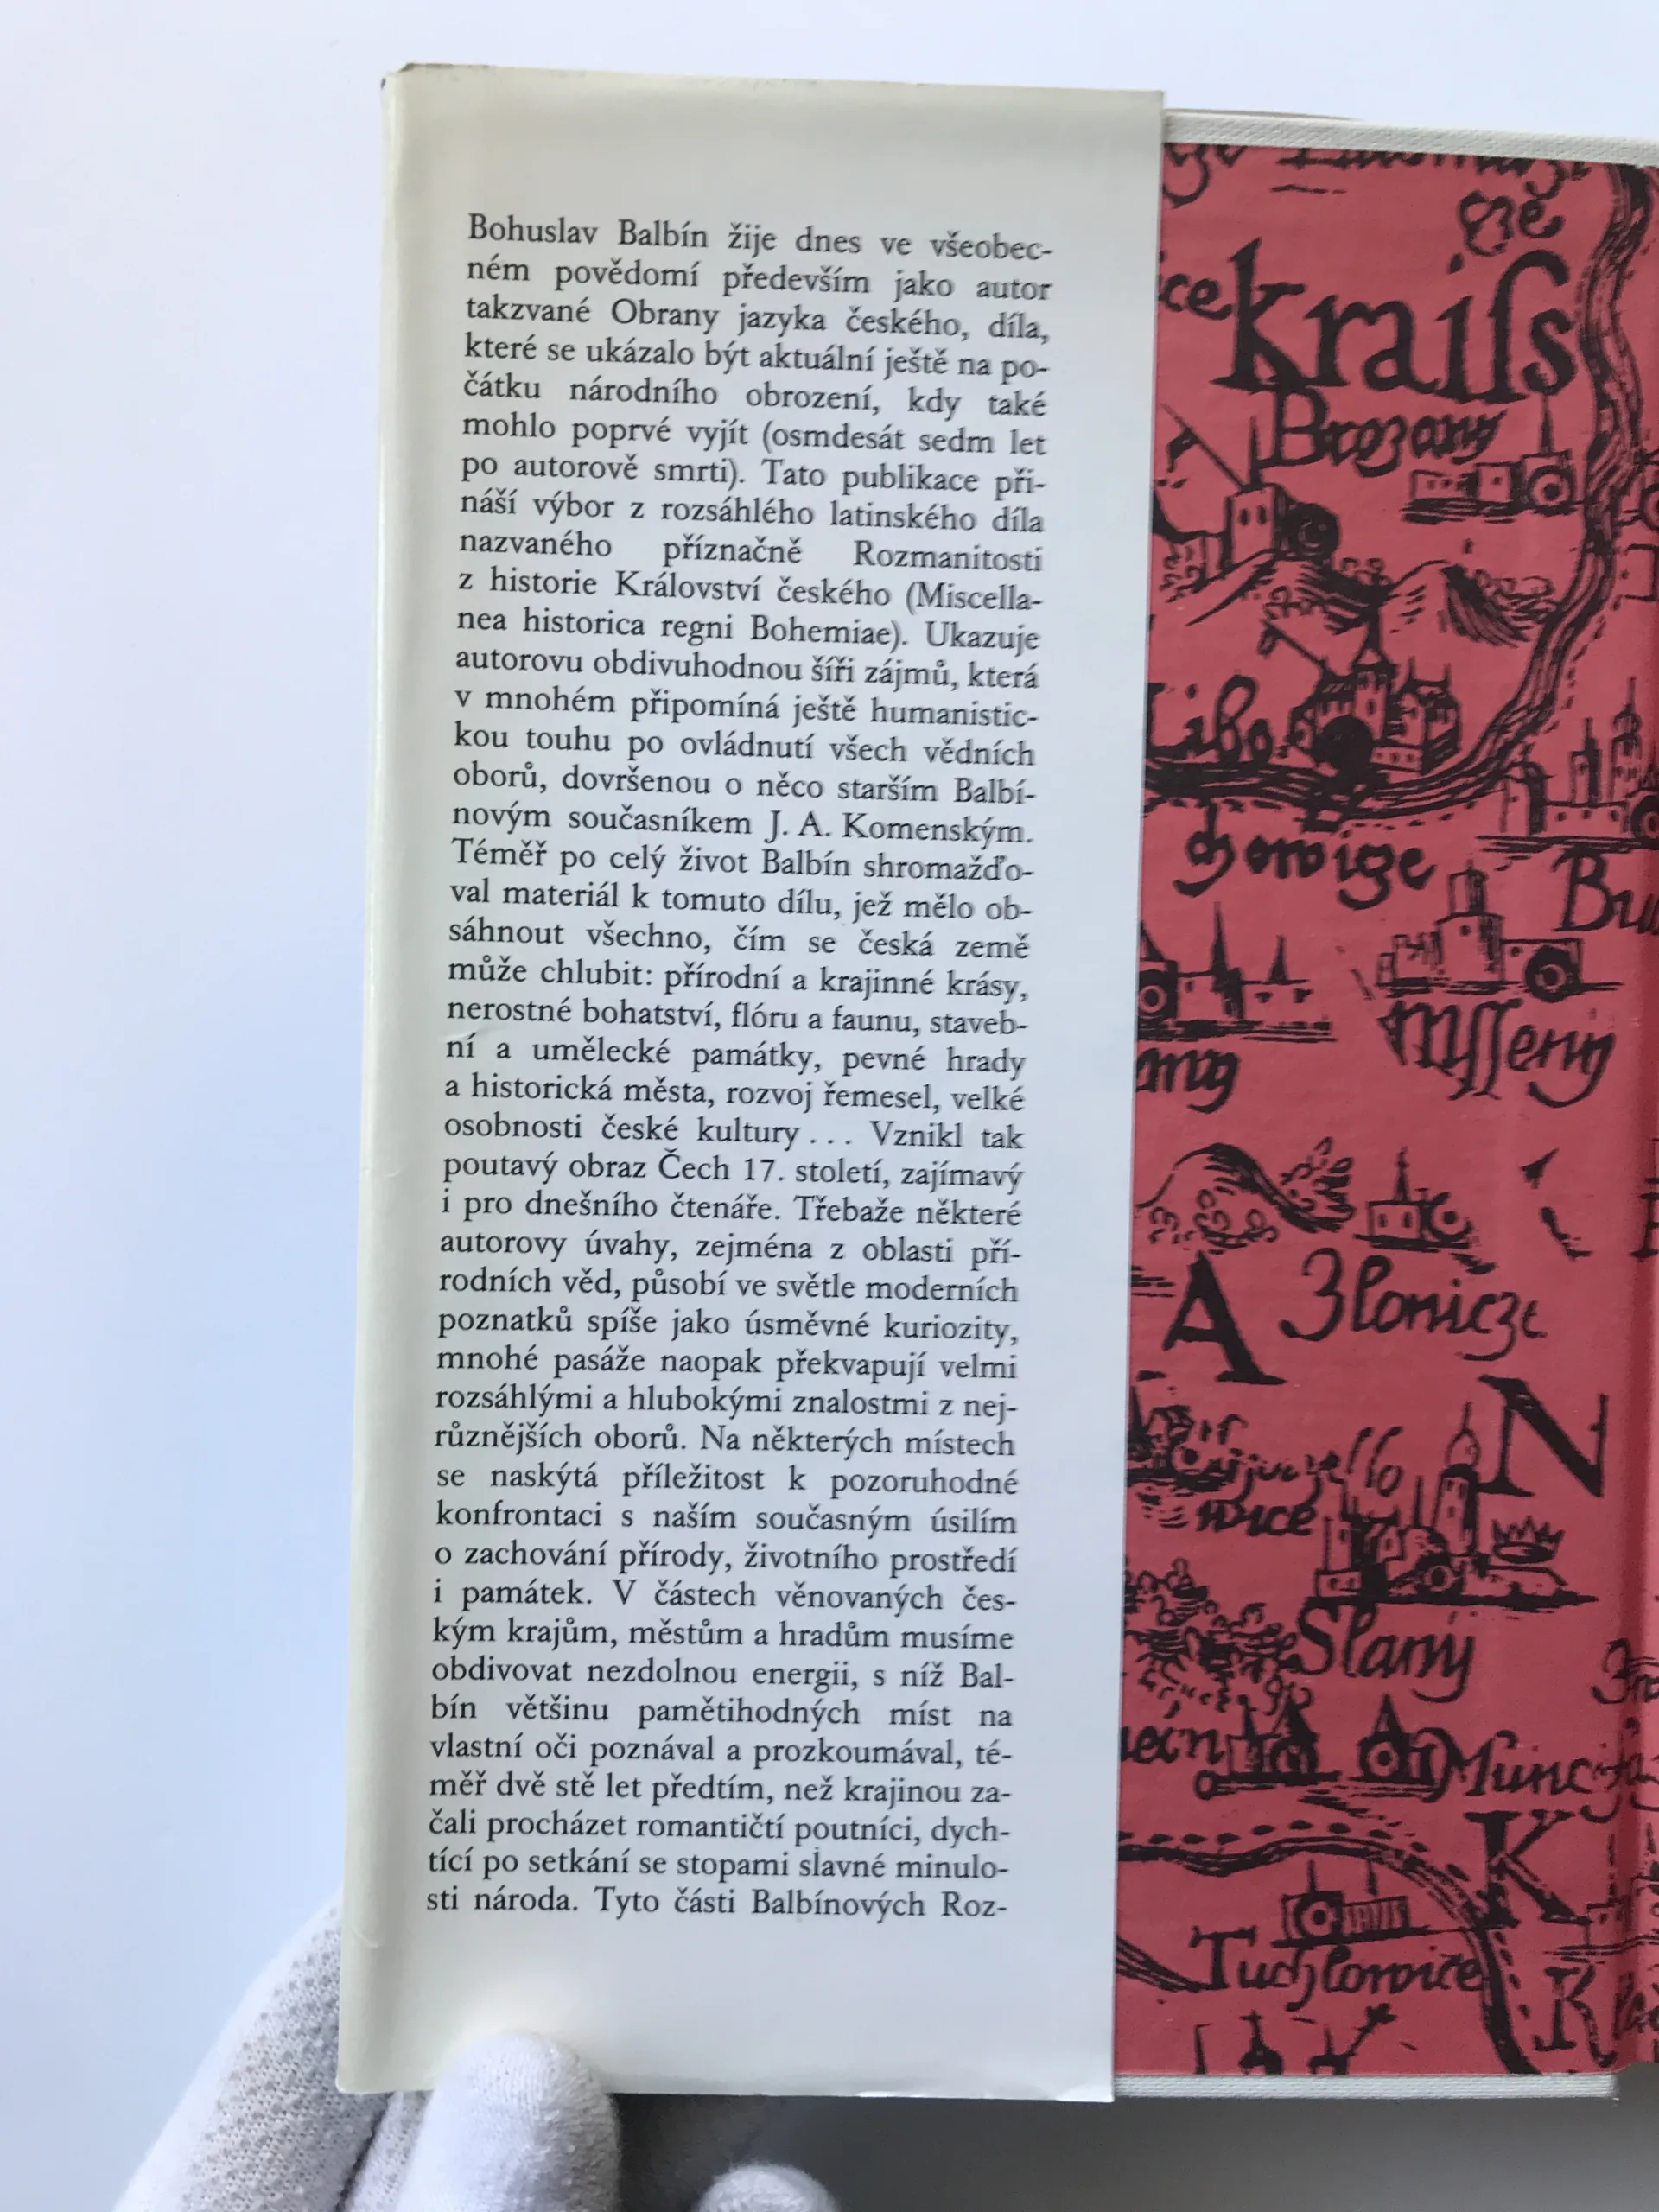 Bohuslav Balbín žije dnes ve všeobec-
ném povědomí především jako autor
takzvané Obrany jazyka českého, díla,
které se ukázalo být aktuální ještě na po-
čátku národního obrození, kdy také
mohlo poprvé vyjít (osmdesát sedm let
po autorově smrti). Tato publikace při-
náší výbor z rozsáhlého latinského díla
nazvaného příznačně Rozmanitosti
z historie Království českého (Miscella-
nea historica regni Bohemiae). Ukazuje
autorovu obdivuhodnou šíři zájmů, která
v mnohém připomíná ještě humanistic-
kou touhu po ovládnutí všech vědních
oborů, dovršenou o něco starším Balbí-
novým současníkem J. A. Komenským.
Téměř po celý život Balbín shromažďo-
val materiál k tomuto dílu, jež mělo ob-
sáhnout všechno, čím se česká země
může chlubit: přírodní a krajinné krásy,
nerostné bohatství, flóru a faunu, staveb-
ní a umělecké památky, pevné hrady
a historická města, rozvoj řemesel, velké
osobnosti české kultury ... Vznikl tak
poutavý obraz Čech 17. století, zajímavý
i pro dnešního čtenáře. Třebaže některé
autorovy úvahy, zejména z oblasti pří-
rodních věd, působí ve světle moderních
poznatků spíše jako úsměvné kuriozity,
mnohé pasáže naopak překvapují velmi
rozsáhlými a hlubokými znalostmi z nej-
různějších oborů. Na některých místech
se naskýtá příležitost k pozoruhodné
konfrontaci s naším současným úsilím
o zachování přírody, životního prostředí
i památek. V částech věnovaných čes-
kým krajům, městům a hradům musíme
obdivovat nezdolnou energii, s níž Bal-
bín většinu pamětihodných míst na
vlastní oči poznával a prozkoumával, té-
měř dvě stě let předtím, než krajinou za-
čali procházet romantičtí poutníci, dych-
tící po setkání se stopami slavné minulo-
sti národa. Tyto části Balbínových Roz-
kraiſs
Brozany
Libo
chowize
A
Zlonicze
N
Slany
K
Tuchlowice